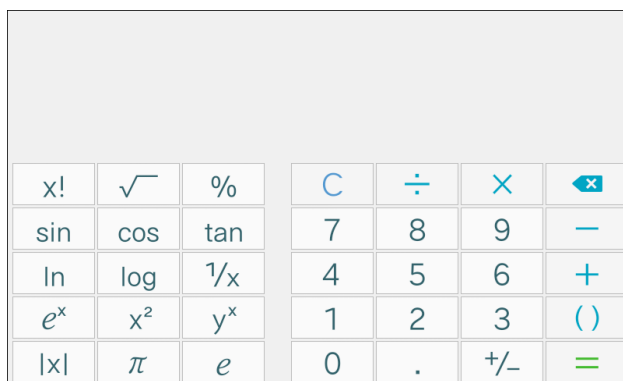 x! √ % C ÷ ×
sin cos tan 7 8 9 −
ln log 1/x 4 5 6 +
eˣ x² yˣ 1 2 3 ( )
|x| π e 0 . +/− =